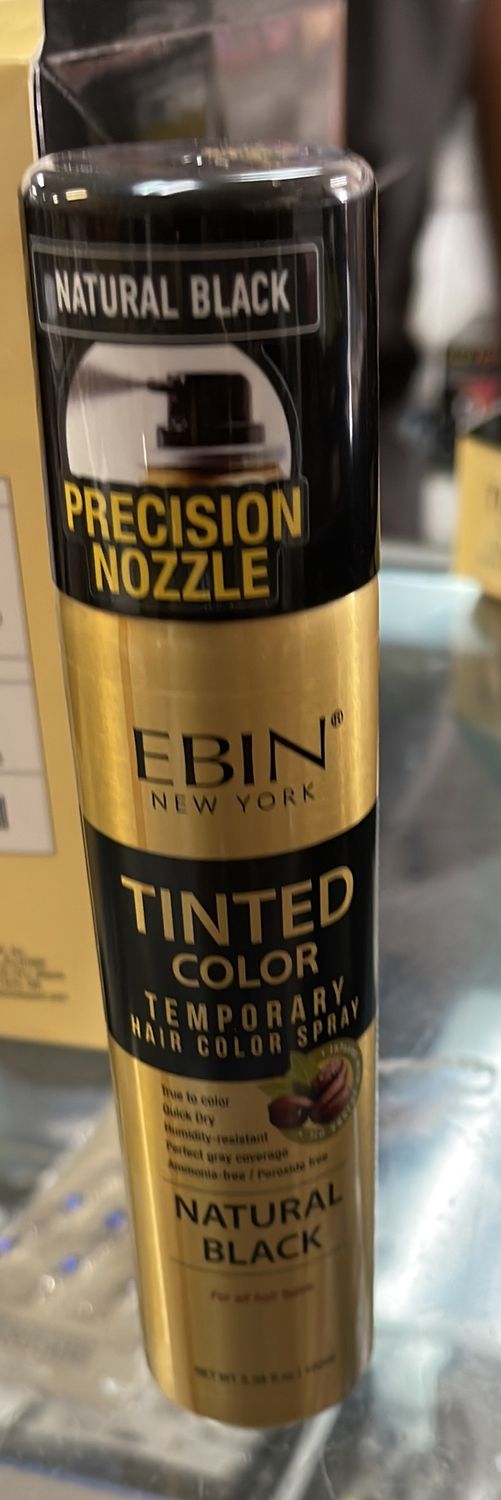 NATURAL BLACK
PRECISION
NOZZLE
EBIN®
NEW YORK
TINTED
COLOR
TEMPORARY
HAIR COLOR SPRAY
True to color
Quick Dry
Humidity-resistant
Perfect gray coverage
Ammonia-free / Peroxide free
NATURAL
BLACK
For all hair types